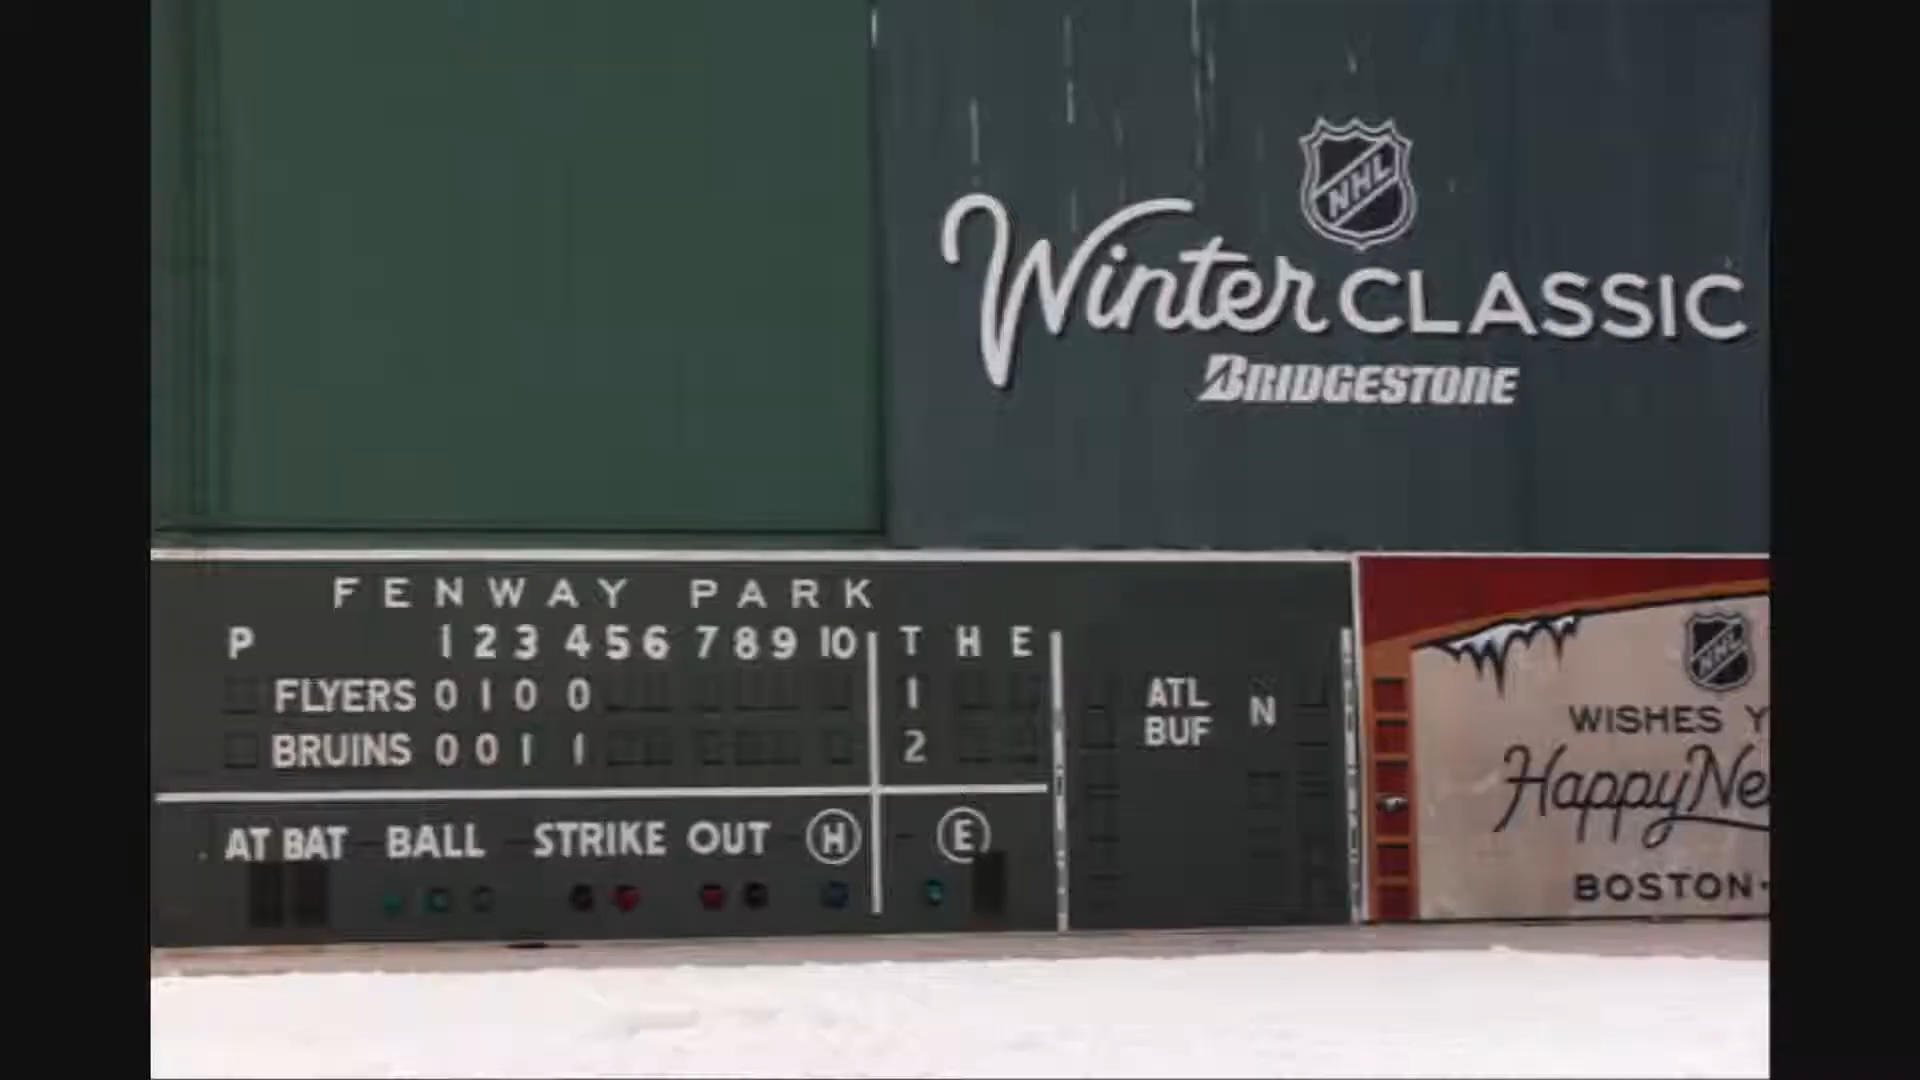 NHL
Winter CLASSIC
BRIDGESTONE
FENWAY PARK
P 1 2 3 4 5 6 7 8 9 10 T H E
FLYERS 0 1 0 0 1
BRUINS 0 0 1 1 2
AT BAT BALL STRIKE OUT H E
ATL
BUF N
NHL
WISHES Y
Happy Ne
BOSTON